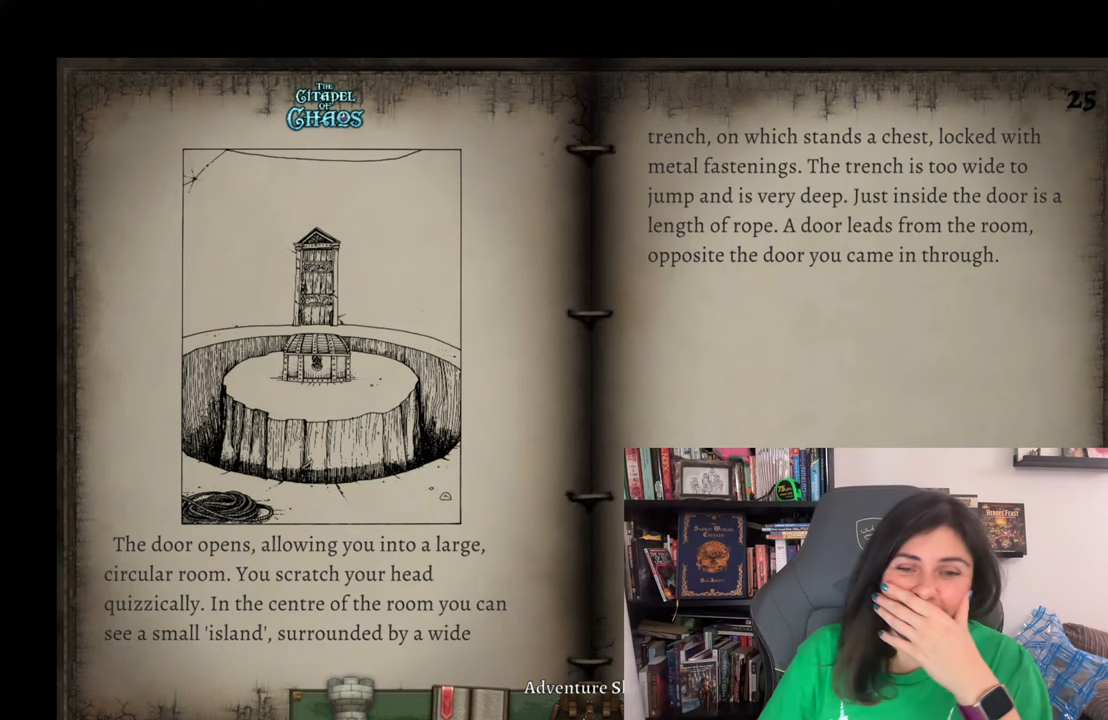 THE
CITADEL
OF
CHAOS
The door opens, allowing you into a large,
circular room. You scratch your head
quizzically. In the centre of the room you can
see a small 'island', surrounded by a wide
25
trench, on which stands a chest, locked with
metal fastenings. The trench is too wide to
jump and is very deep. Just inside the door is a
length of rope. A door leads from the room,
opposite the door you came in through.
HEROES' FEAST
Adventure S